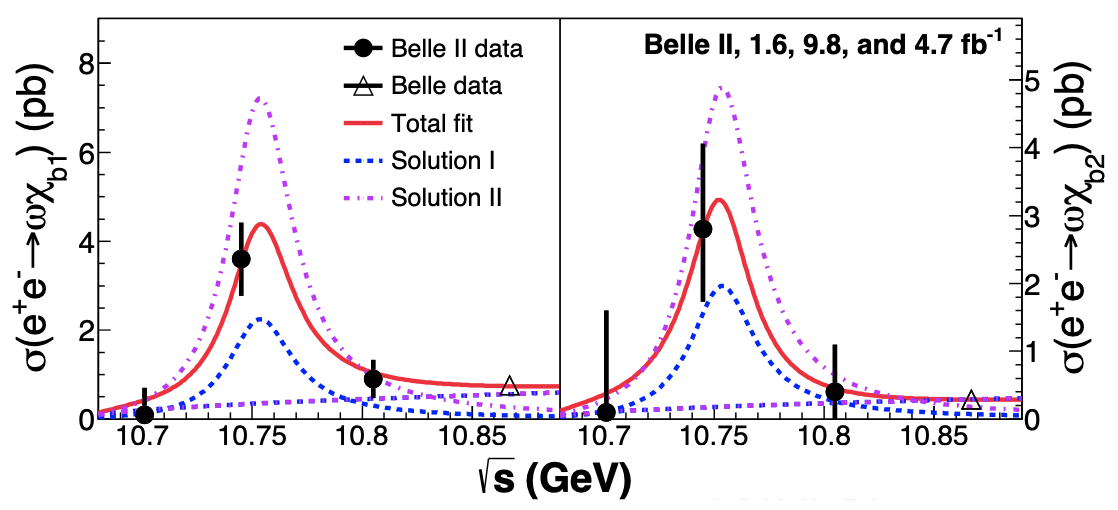 Belle II data
Belle data
Total fit
Solution I
Solution II
Belle II, 1.6, 9.8, and 4.7 fb⁻¹
σ(e⁺e⁻→ωχb1) (pb)
8
6
4
2
0
σ(e⁺e⁻→ωχb2) (pb)
5
4
3
2
1
0
10.7 10.75 10.8 10.85 10.7 10.75 10.8 10.85
√s (GeV)